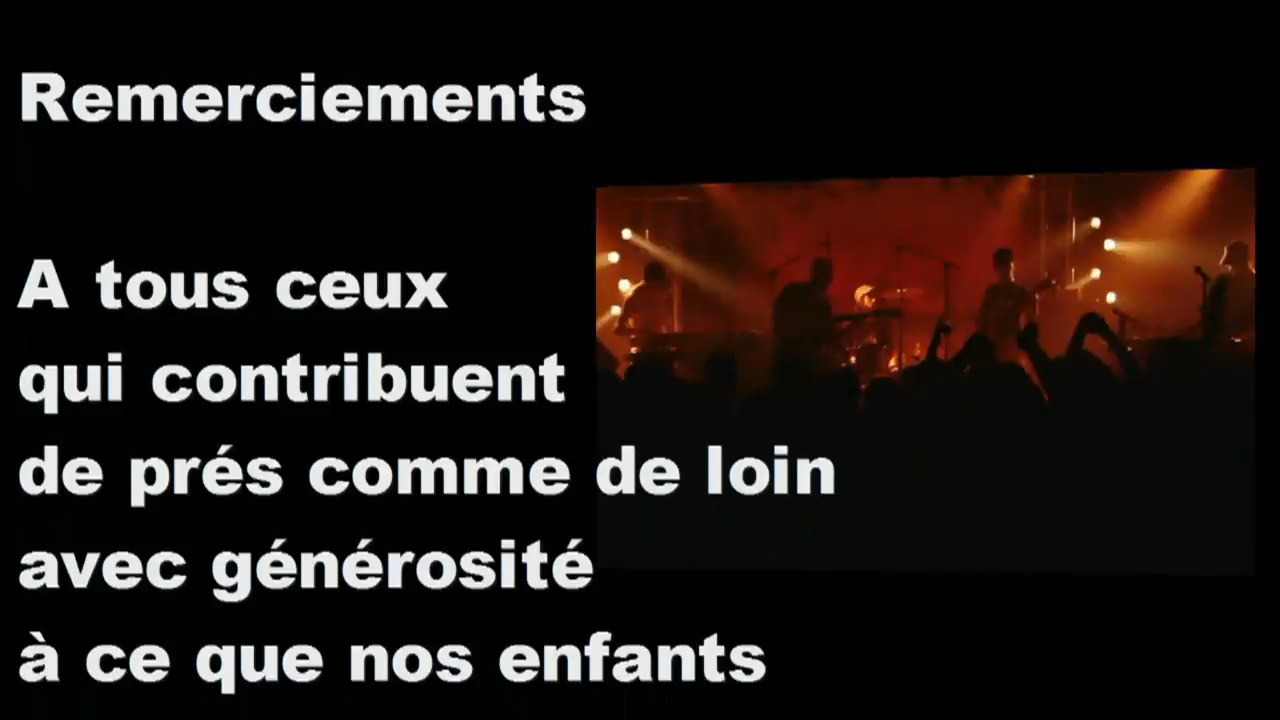 Remerciements
A tous ceux
qui contribuent
de prés comme de loin
avec générosité
à ce que nos enfants